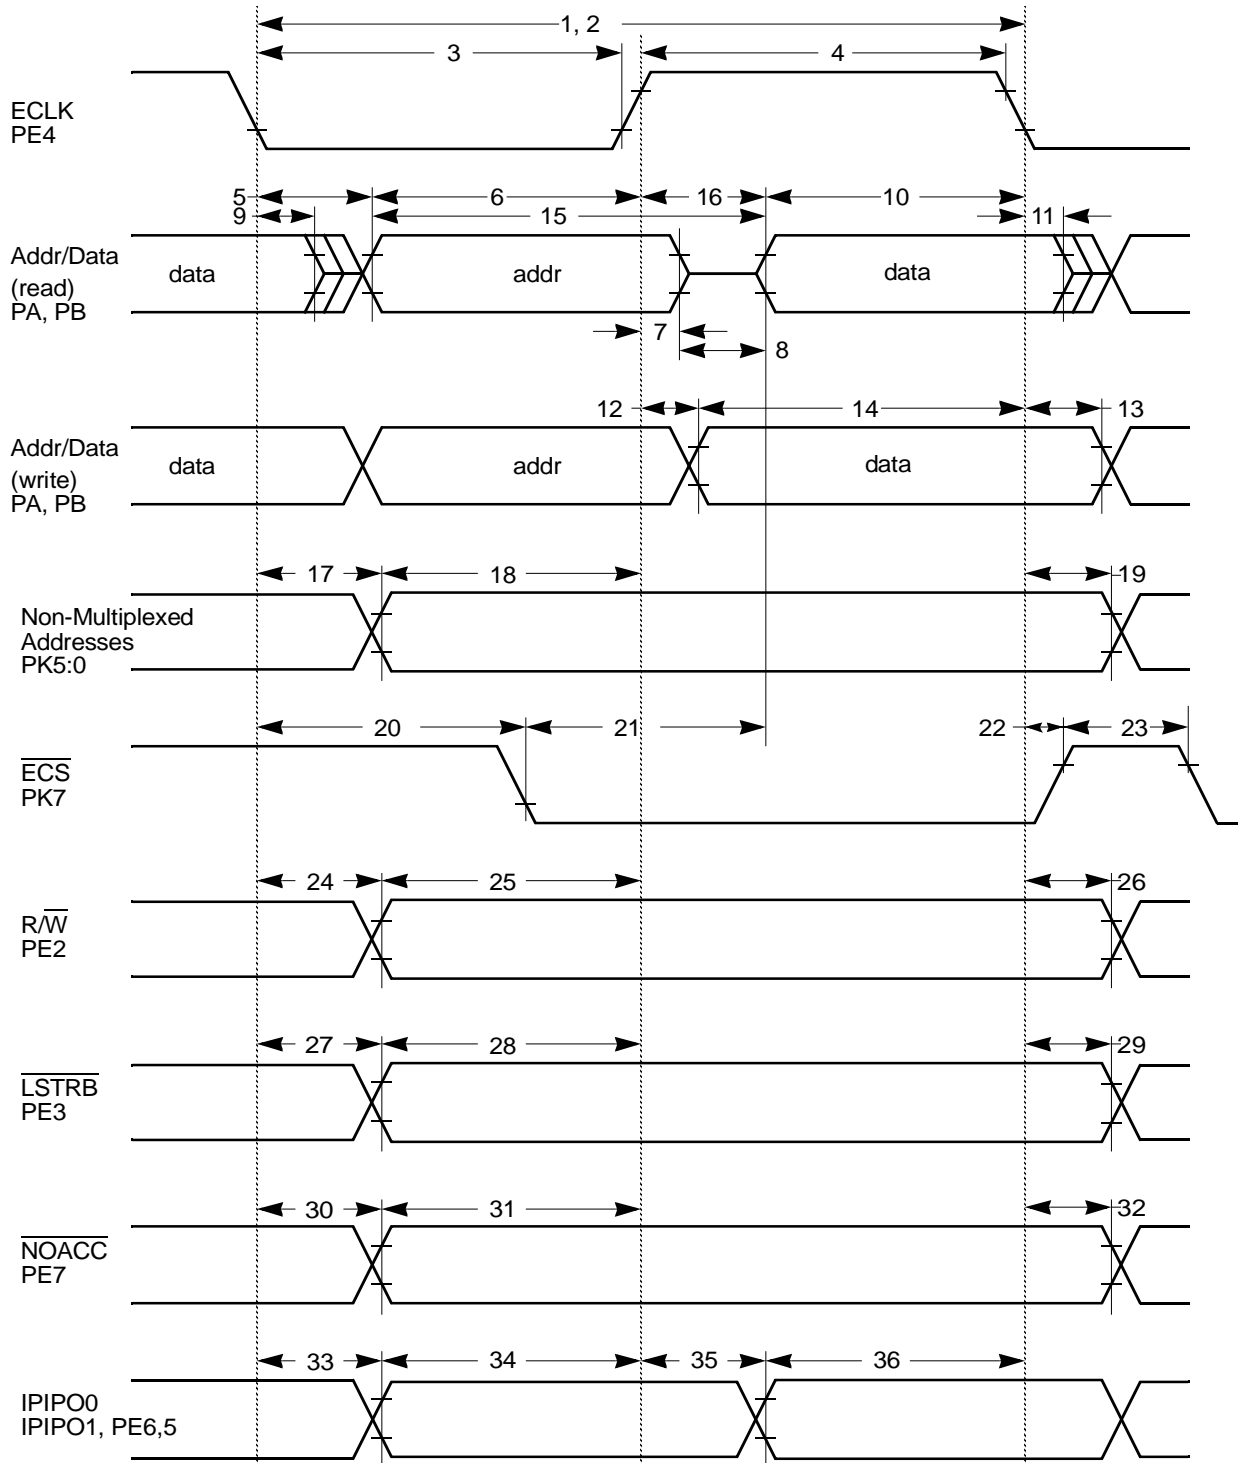 1, 2
3
4
ECLK
PE4
5
6
16
10
9
15
11
Addr/Data
(read)
PA, PB
data
addr
data
7
8
12
14
13
Addr/Data
(write)
PA, PB
data
addr
data
17
18
19
Non-Multiplexed
Addresses
PK5:0
20
21
22
23
ECS
PK7
24
25
26
R/W
PE2
27
28
29
LSTRB
PE3
30
31
32
NOACC
PE7
33
34
35
36
IPIPO0
IPIPO1, PE6,5